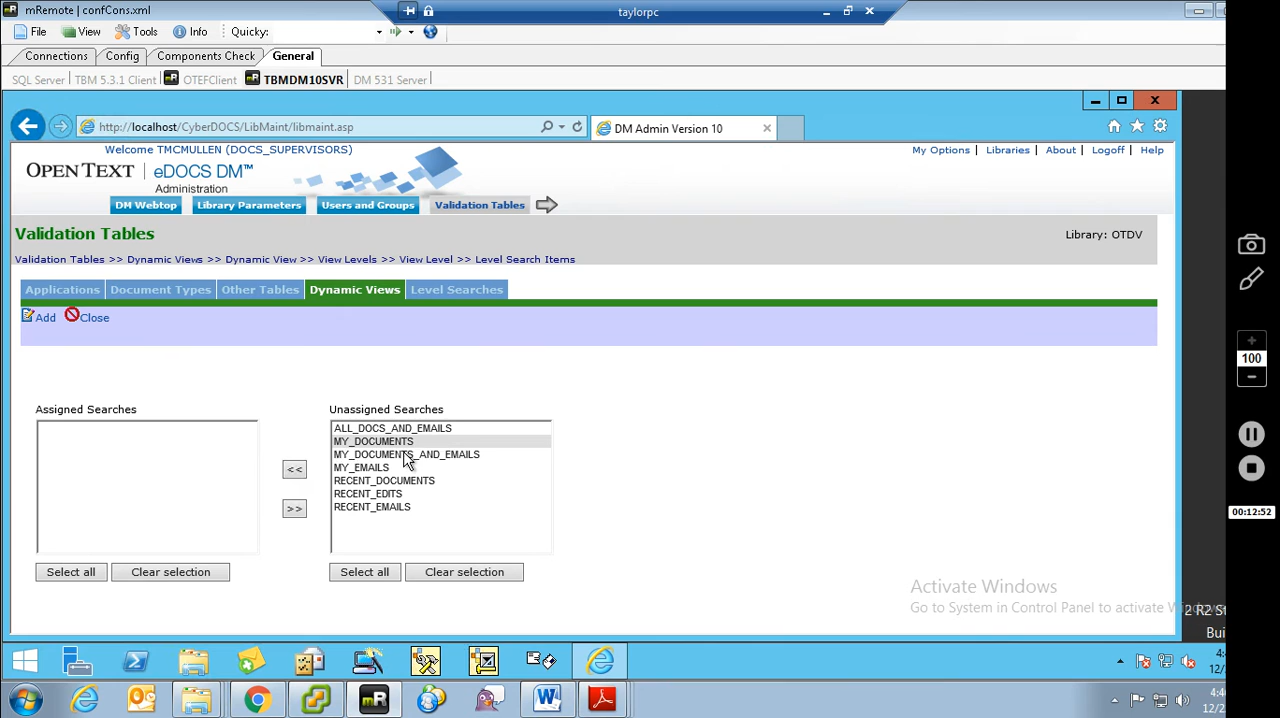 mRemote | confCons.xml
taylorpc
File View Tools Info Quicky:
Connections Config Components Check General
SQL Server TBM 5.3.1 Client OTEFClient TBMDM10SVR DM 531 Server
http://localhost/CyberDOCS/LibMaint/libmaint.asp
DM Admin Version 10
Welcome TMCMULLEN (DOCS_SUPERVISORS)
My Options | Libraries | About | Logoff | Help
OPEN TEXT | eDOCS DM™
Administration
DM Webtop Library Parameters Users and Groups Validation Tables
Validation Tables
Library: OTDV
Validation Tables >> Dynamic Views >> Dynamic View >> View Levels >> View Level >> Level Search Items
Applications Document Types Other Tables Dynamic Views Level Searches
Add Close
Assigned Searches
Unassigned Searches
ALL_DOCS_AND_EMAILS
MY_DOCUMENTS
MY_DOCUMENTS_AND_EMAILS
MY_EMAILS
RECENT_DOCUMENTS
RECENT_EDITS
RECENT_EMAILS
<<
>>
Select all Clear selection Select all Clear selection
Activate Windows
Go to System in Control Panel to activate
100
00:12:52